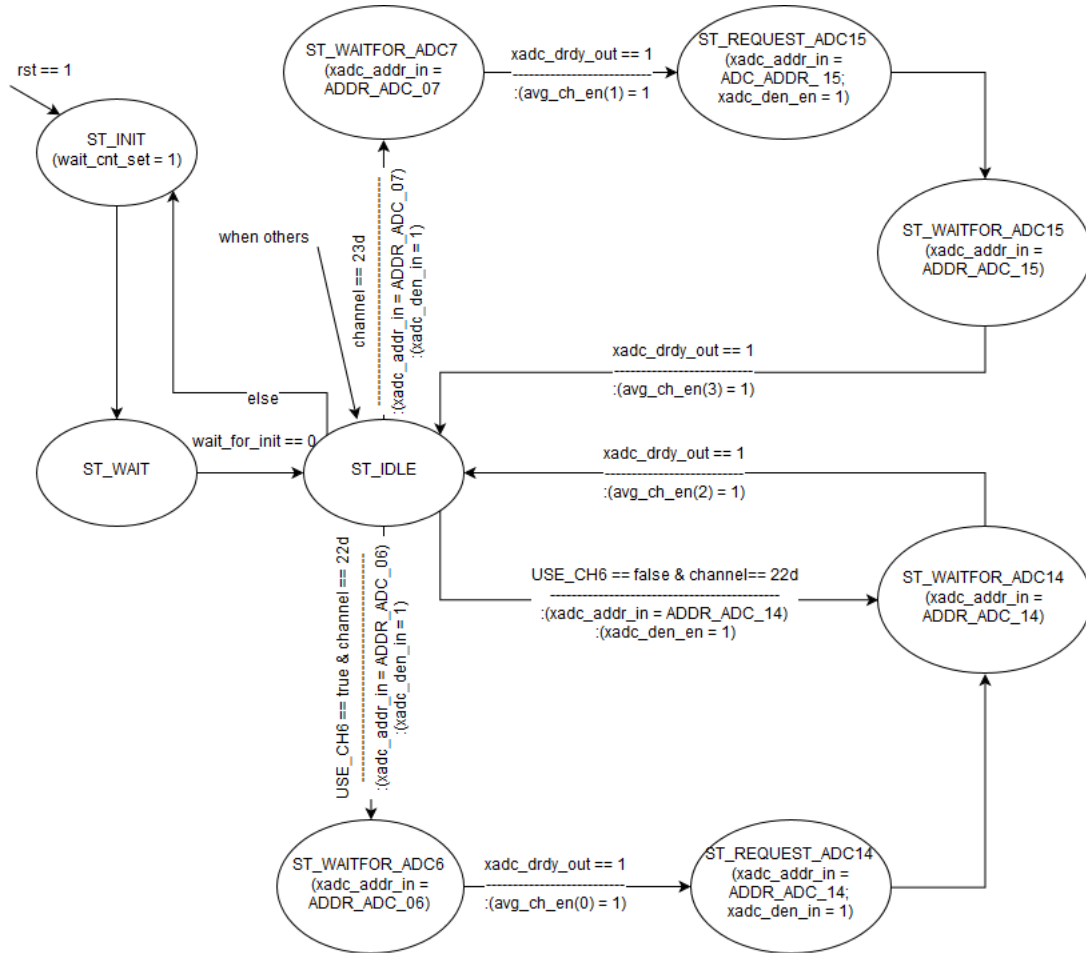 rst == 1
ST_INIT
(wait_cnt_set = 1)
ST_WAITFOR_ADC7
(xadc_addr_in =
ADDR_ADC_07
xadc_drdy_out == 1
:(avg_ch_en(1) = 1
ST_REQUEST_ADC15
(xadc_addr_in =
ADC_ADDR_15;
xadc_den_en = 1)
when others
channel == 23d
:(xadc_addr_in = ADDR_ADC_07)
:(xadc_den_in = 1)
ST_WAITFOR_ADC15
(xadc_addr_in =
ADDR_ADC_15)
xadc_drdy_out == 1
:(avg_ch_en(3) = 1)
else
ST_WAIT
wait_for_init == 0
ST_IDLE
xadc_drdy_out == 1
:(avg_ch_en(2) = 1)
USE_CH6 == true & channel == 22d
:(xadc_addr_in = ADDR_ADC_06)
:(xadc_den_in = 1)
USE_CH6 == false & channel== 22d
:(xadc_addr_in = ADDR_ADC_14)
:(xadc_den_en = 1)
ST_WAITFOR_ADC14
(xadc_addr_in =
ADDR_ADC_14)
ST_WAITFOR_ADC6
(xadc_addr_in =
ADDR_ADC_06)
xadc_drdy_out == 1
:(avg_ch_en(0) = 1)
ST_REQUEST_ADC14
(xadc_addr_in =
ADDR_ADC_14;
xadc_den_in = 1)